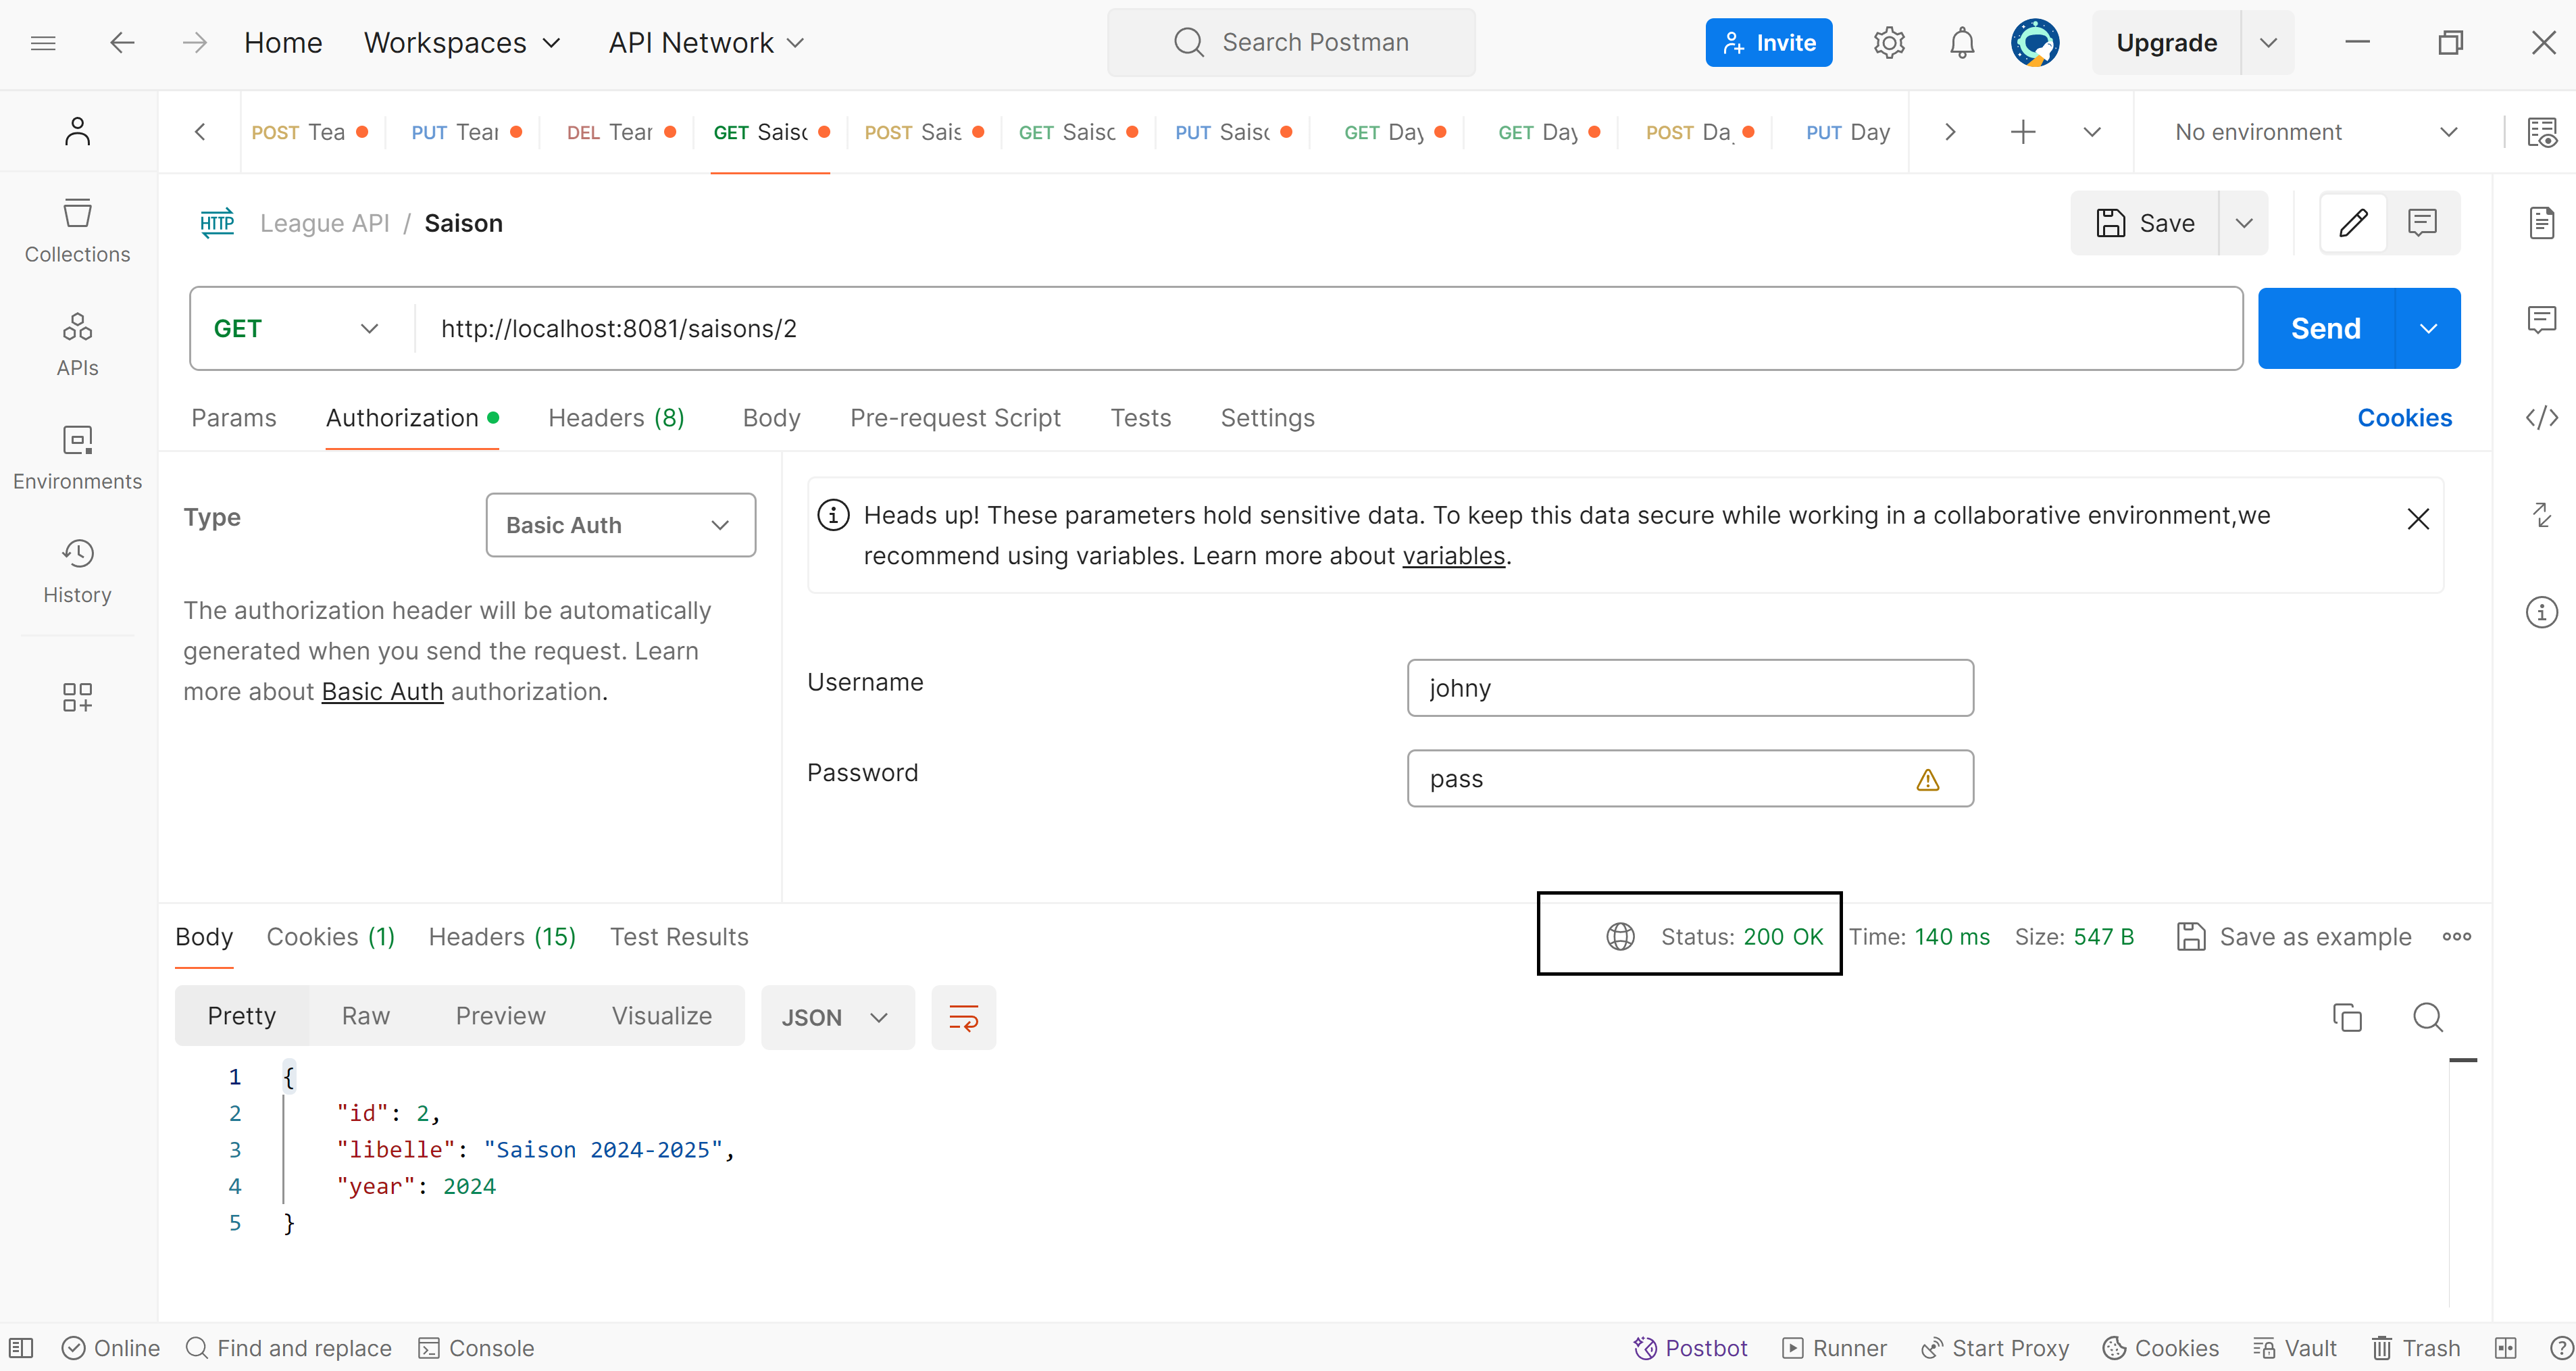 Home Workspaces API Network Search Postman Invite Upgrade
POST Tea PUT Tear DEL Tear GET Saisc POST Sais GET Saisc PUT Saisc GET Day GET Day POST Da PUT Day No environment
HTTP League API / Saison Save
Collections
APIs
Environments
History
GET http://localhost:8081/saisons/2 Send
Params Authorization Headers (8) Body Pre-request Script Tests Settings Cookies
Type Basic Auth
The authorization header will be automatically
generated when you send the request. Learn
more about Basic Auth authorization.
Heads up! These parameters hold sensitive data. To keep this data secure while working in a collaborative environment,we
recommend using variables. Learn more about variables.
Username johny
Password pass
Body Cookies (1) Headers (15) Test Results Status: 200 OK Time: 140 ms Size: 547 B Save as example
Pretty Raw Preview Visualize JSON
1 {
2 "id": 2,
3 "libelle": "Saison 2024-2025",
4 "year": 2024
5 }
Online Find and replace Console Postbot Runner Start Proxy Cookies Vault Trash